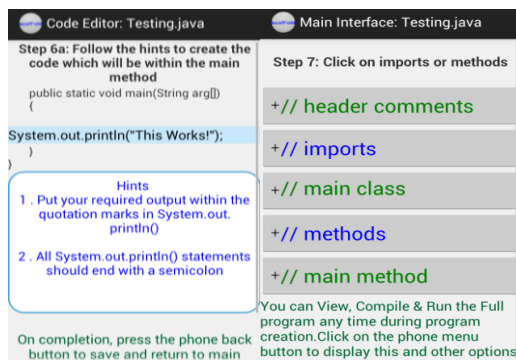 Code Editor: Testing.java
Step 6a: Follow the hints to create the
code which will be within the main
method
public static void main(String arg[])
{
System.out.println("This Works!");
}
}
Hints
1 . Put your required output within the
quotation marks in System.out.
println()
2 . All System.out.println() statements
should end with a semicolon
On completion, press the phone back
button to save and return to main
Main Interface: Testing.java
Step 7: Click on imports or methods
+// header comments
+// imports
+// main class
+// methods
+// main method
You can View, Compile & Run the Full
program any time during program
creation.Click on the phone menu
button to display this and other options